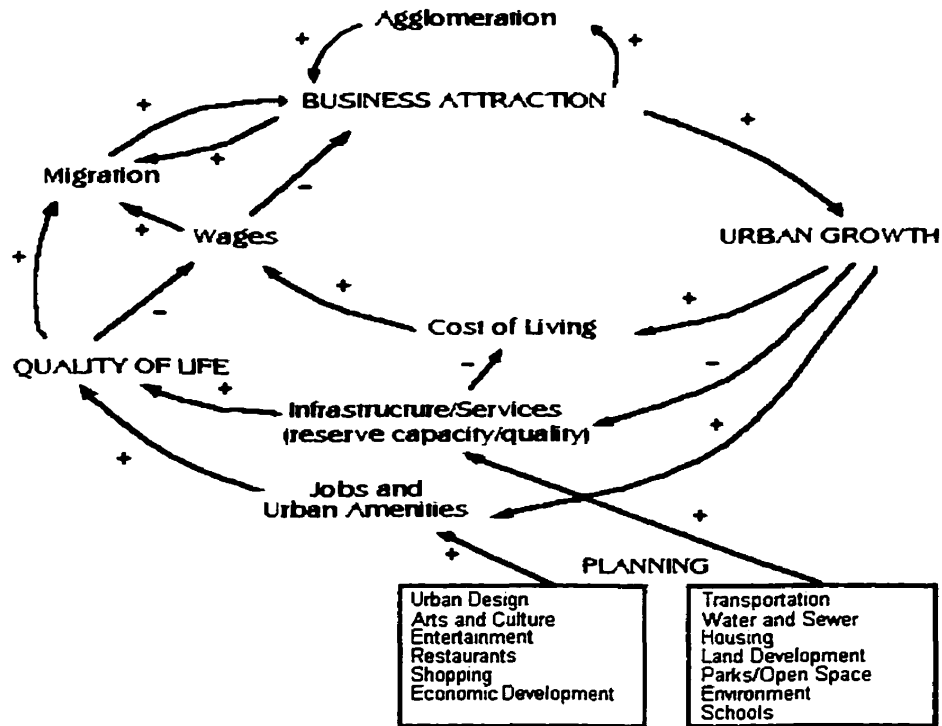 Agglomeration
+
+
BUSINESS ATTRACTION
+
+
+
Migration
-
+
Wages
URBAN GROWTH
+
+
+
-
Cost of Living
-
-
QUALITY OF LIFE
+
Infrastructure/Services
(reserve capacity/quality)
+
+
Jobs and
Urban Amenities
+
+
PLANNING
Urban Design
Arts and Culture
Entertainment
Restaurants
Shopping
Economic Development
Transportation
Water and Sewer
Housing
Land Development
Parks/Open Space
Environment
Schools